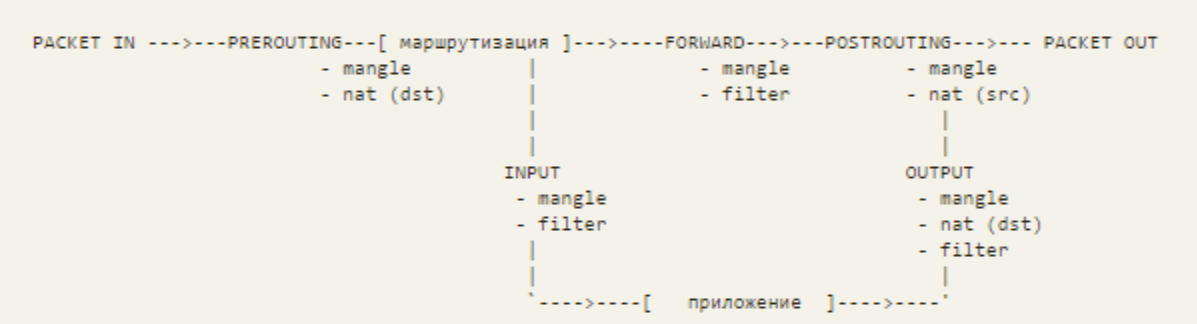 PACKET IN --->---PREROUTING---[ маршрутизация ]--->----FORWARD--->---POSTROUTING--->--- PACKET OUT
- mangle | - mangle - mangle
- nat (dst) | - filter - nat (src)
| |
| |
INPUT OUTPUT
- mangle - mangle
- filter - nat (dst)
| - filter
| |
`---->----[ приложение ]---->----'